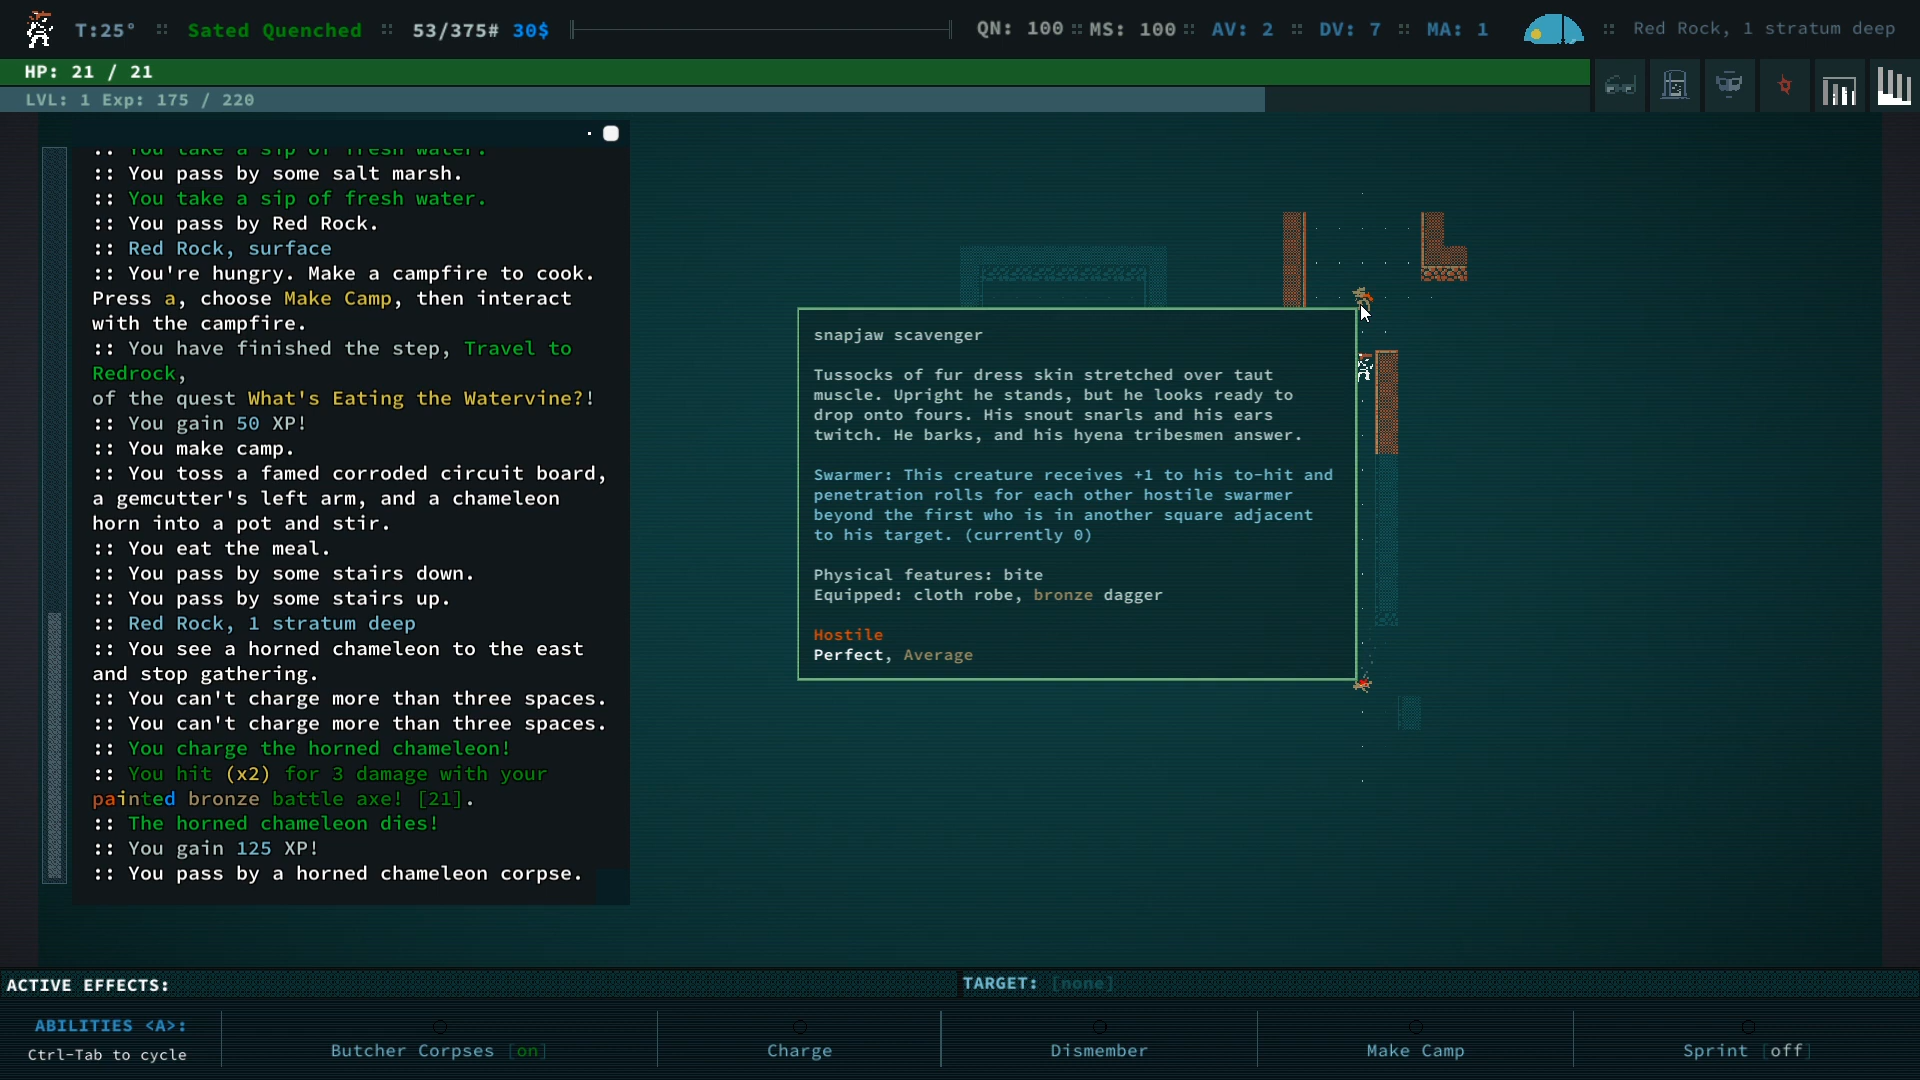 T:25° :: Sated Quenched :: 53/375# 30$ QN: 100 :: MS: 100 :: AV: 2 :: DV: 7 :: MA: 1 :: Red Rock, 1 stratum deep
HP: 21 / 21
LVL: 1 Exp: 175 / 220
:: You take a sip of fresh water.
:: You pass by some salt marsh.
:: You take a sip of fresh water.
:: You pass by Red Rock.
:: Red Rock, surface
:: You're hungry. Make a campfire to cook.
Press a, choose Make Camp, then interact
with the campfire.
:: You have finished the step, Travel to
Redrock,
of the quest What's Eating the Watervine?!
:: You gain 50 XP!
:: You make camp.
:: You toss a famed corroded circuit board,
a gemcutter's left arm, and a chameleon
horn into a pot and stir.
:: You eat the meal.
:: You pass by some stairs down.
:: You pass by some stairs up.
:: Red Rock, 1 stratum deep
:: You see a horned chameleon to the east
and stop gathering.
:: You can't charge more than three spaces.
:: You can't charge more than three spaces.
:: You charge the horned chameleon!
:: You hit (x2) for 3 damage with your
painted bronze battle axe! [21].
:: The horned chameleon dies!
:: You gain 125 XP!
:: You pass by a horned chameleon corpse.
snapjaw scavenger
Tussocks of fur dress skin stretched over taut
muscle. Upright he stands, but he looks ready to
drop onto fours. His snout snarls and his ears
twitch. He barks, and his hyena tribesmen answer.
Swarmer: This creature receives +1 to his to-hit and
penetration rolls for each other hostile swarmer
beyond the first who is in another square adjacent
to his target. (currently 0)
Physical features: bite
Equipped: cloth robe, bronze dagger
Hostile
Perfect, Average
ACTIVE EFFECTS:
TARGET: [none]
ABILITIES <A>:
Ctrl-Tab to cycle
Butcher Corpses [on]
Charge
Dismember
Make Camp
Sprint [off]